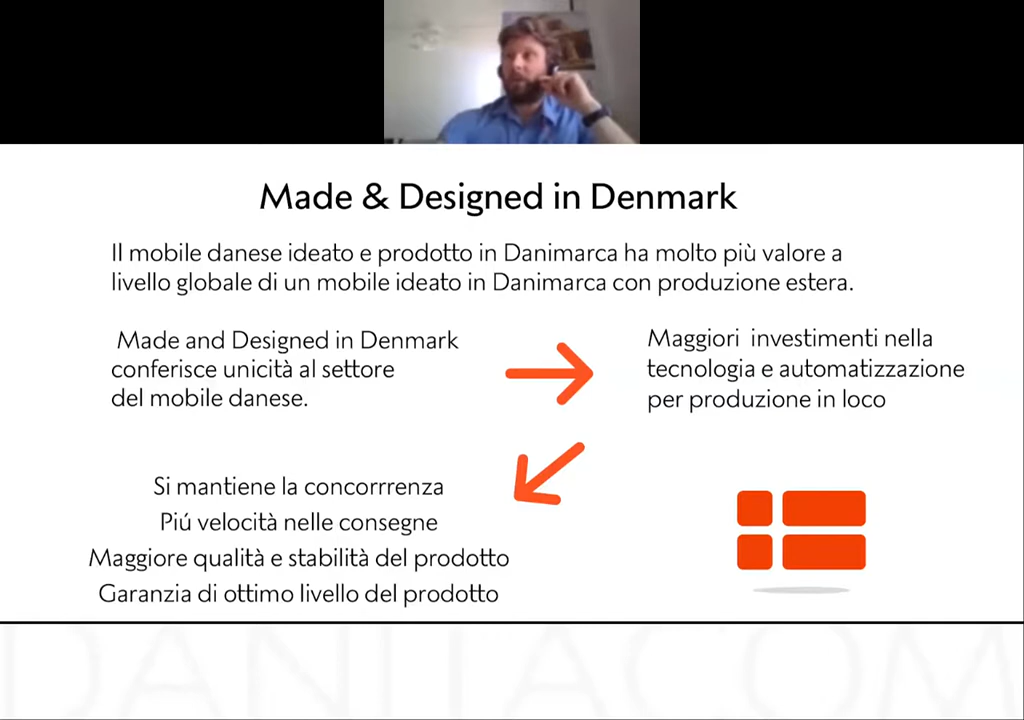 Made & Designed in Denmark
Il mobile danese ideato e prodotto in Danimarca ha molto più valore a
livello globale di un mobile ideato in Danimarca con produzione estera.
Made and Designed in Denmark
conferisce unicità al settore
del mobile danese.
Maggiori investimenti nella
tecnologia e automatizzazione
per produzione in loco
Si mantiene la concorrrenza
Piú velocità nelle consegne
Maggiore qualità e stabilità del prodotto
Garanzia di ottimo livello del prodotto
DANITACOM